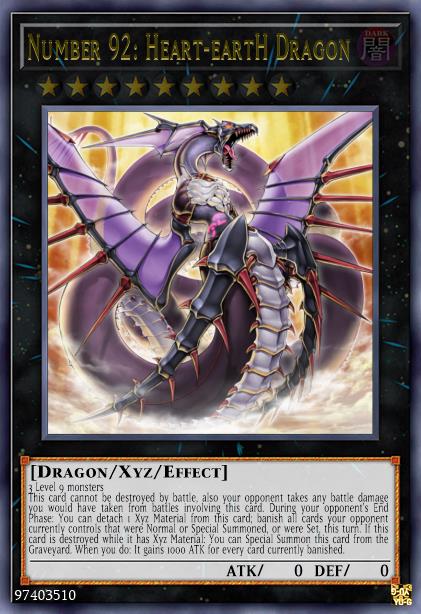 Number 92: Heart-eartH Dragon
DARK
闇
[Dragon/Xyz/Effect]
3 Level 9 monsters
This card cannot be destroyed by battle, also your opponent takes any battle damage
you would have taken from battles involving this card. During your opponent's End
Phase: You can detach 1 Xyz Material from this card; banish all cards your opponent
currently controls that were Normal or Special Summoned, or were Set, this turn. If this
card is destroyed while it has Xyz Material: You can Special Summon this card from the
Graveyard. When you do: It gains 1000 ATK for every card currently banished.
ATK/ 0 DEF/ 0
97403510